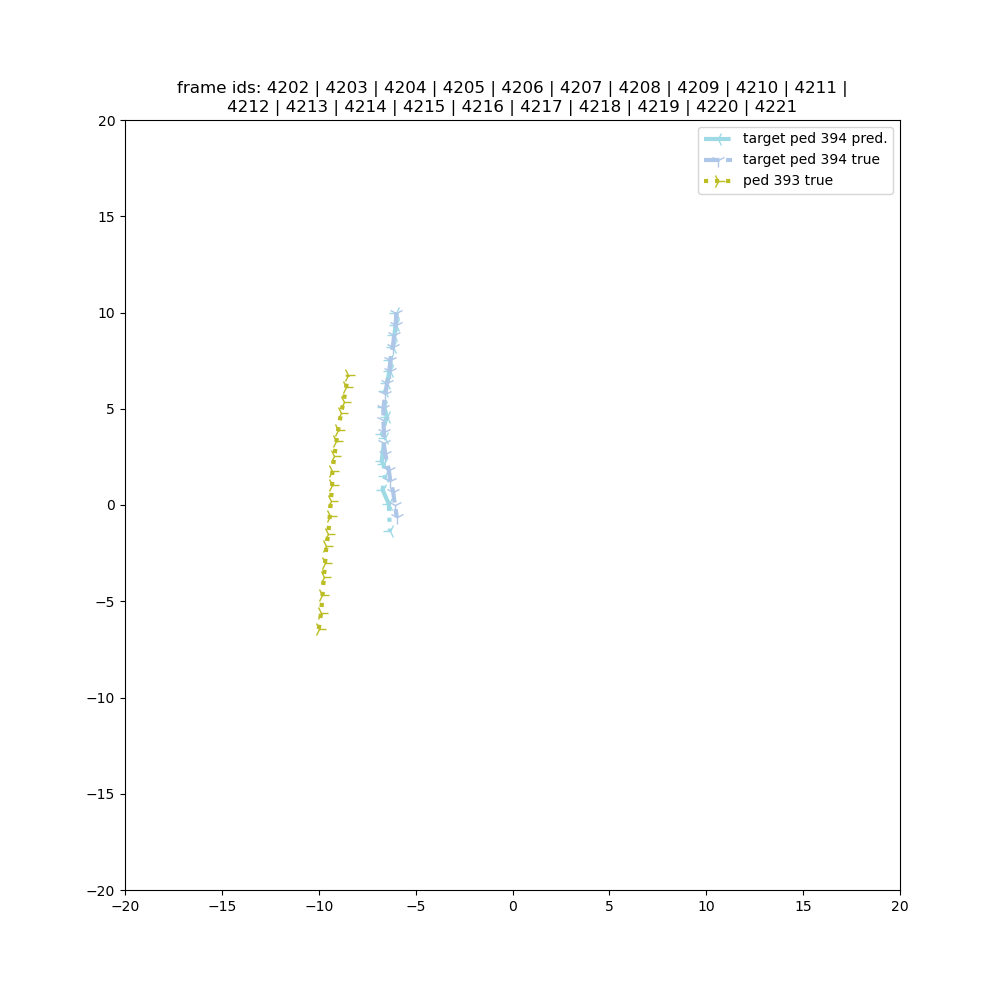 frame ids: 4202 | 4203 | 4204 | 4205 | 4206 | 4207 | 4208 | 4209 | 4210 | 4211 |
4212 | 4213 | 4214 | 4215 | 4216 | 4217 | 4218 | 4219 | 4220 | 4221
target ped 394 pred.
target ped 394 true
ped 393 true
20
15
10
5
0
−5
−10
−15
−20
−20 −15 −10 −5 0 5 10 15 20